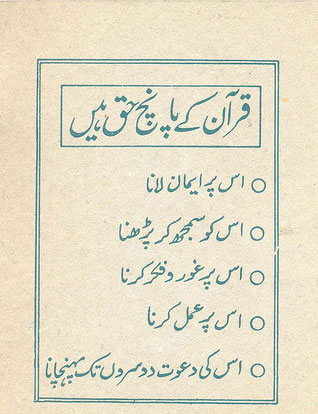 قرآن کے پانچ حق ہیں
○ اس پر ایمان لانا
○ اس کو سمجھ کر پڑھنا
○ اس پر غور و فکر کرنا
○ اس پر عمل کرنا
○ اس کی دعوت دوسروں تک پہنچانا